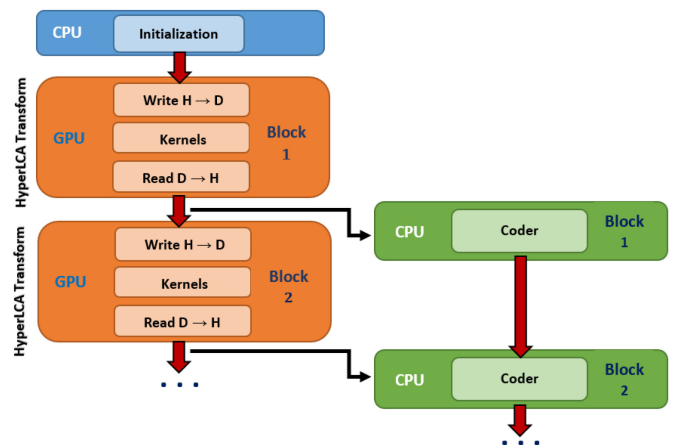 CPU
Initialization
HyperLCA Transform
GPU
Write H → D
Kernels
Read D → H
Block
1
CPU
Coder
Block
1
HyperLCA Transform
GPU
Write H → D
Kernels
Read D → H
Block
2
. . .
CPU
Coder
Block
2
. . .